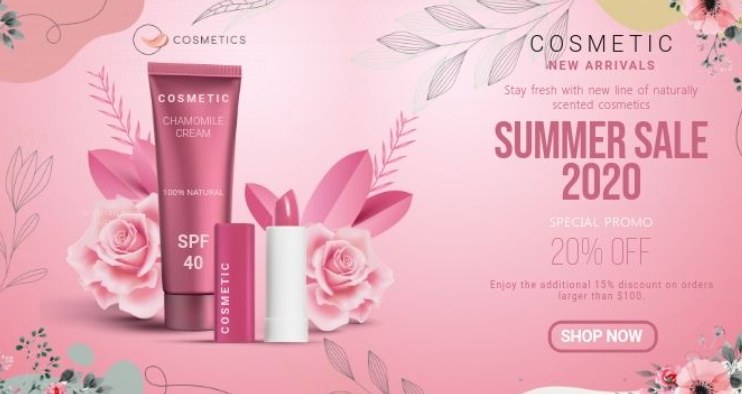 COSMETICS
COSMETIC
CHAMOMILE
CREAM
100% NATURAL
SPF
40
COSMETIC
COSMETIC
NEW ARRIVALS
Stay fresh with new line of naturally
scented cosmetics
SUMMER SALE
2020
SPECIAL PROMO
20% OFF
Enjoy the additional 15% discount on orders
larger than $100.
SHOP NOW